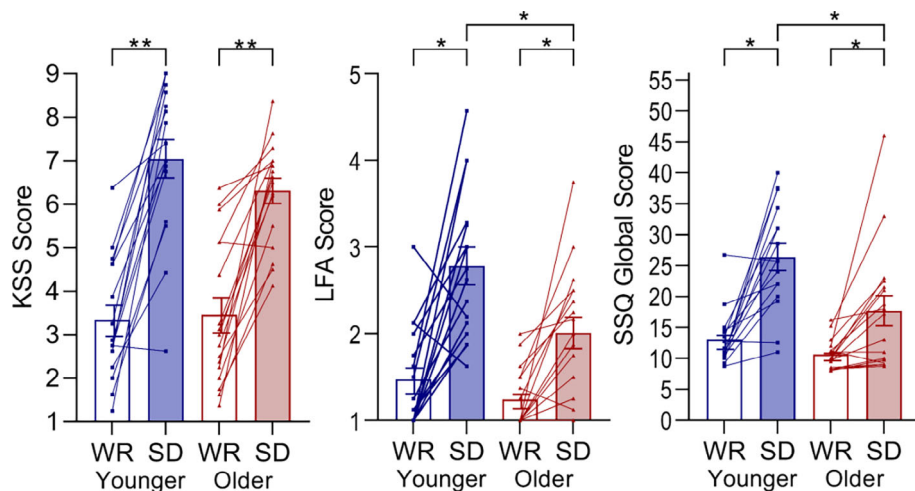 * *
** ** * * * *
KSS Score
9
8
7
6
5
4
3
2
1
WR SD WR SD
Younger Older
LFA Score
5
4
3
2
1
WR SD WR SD
Younger Older
SSQ Global Score
55
50
45
40
35
30
25
20
15
10
5
0
WR SD WR SD
Younger Older